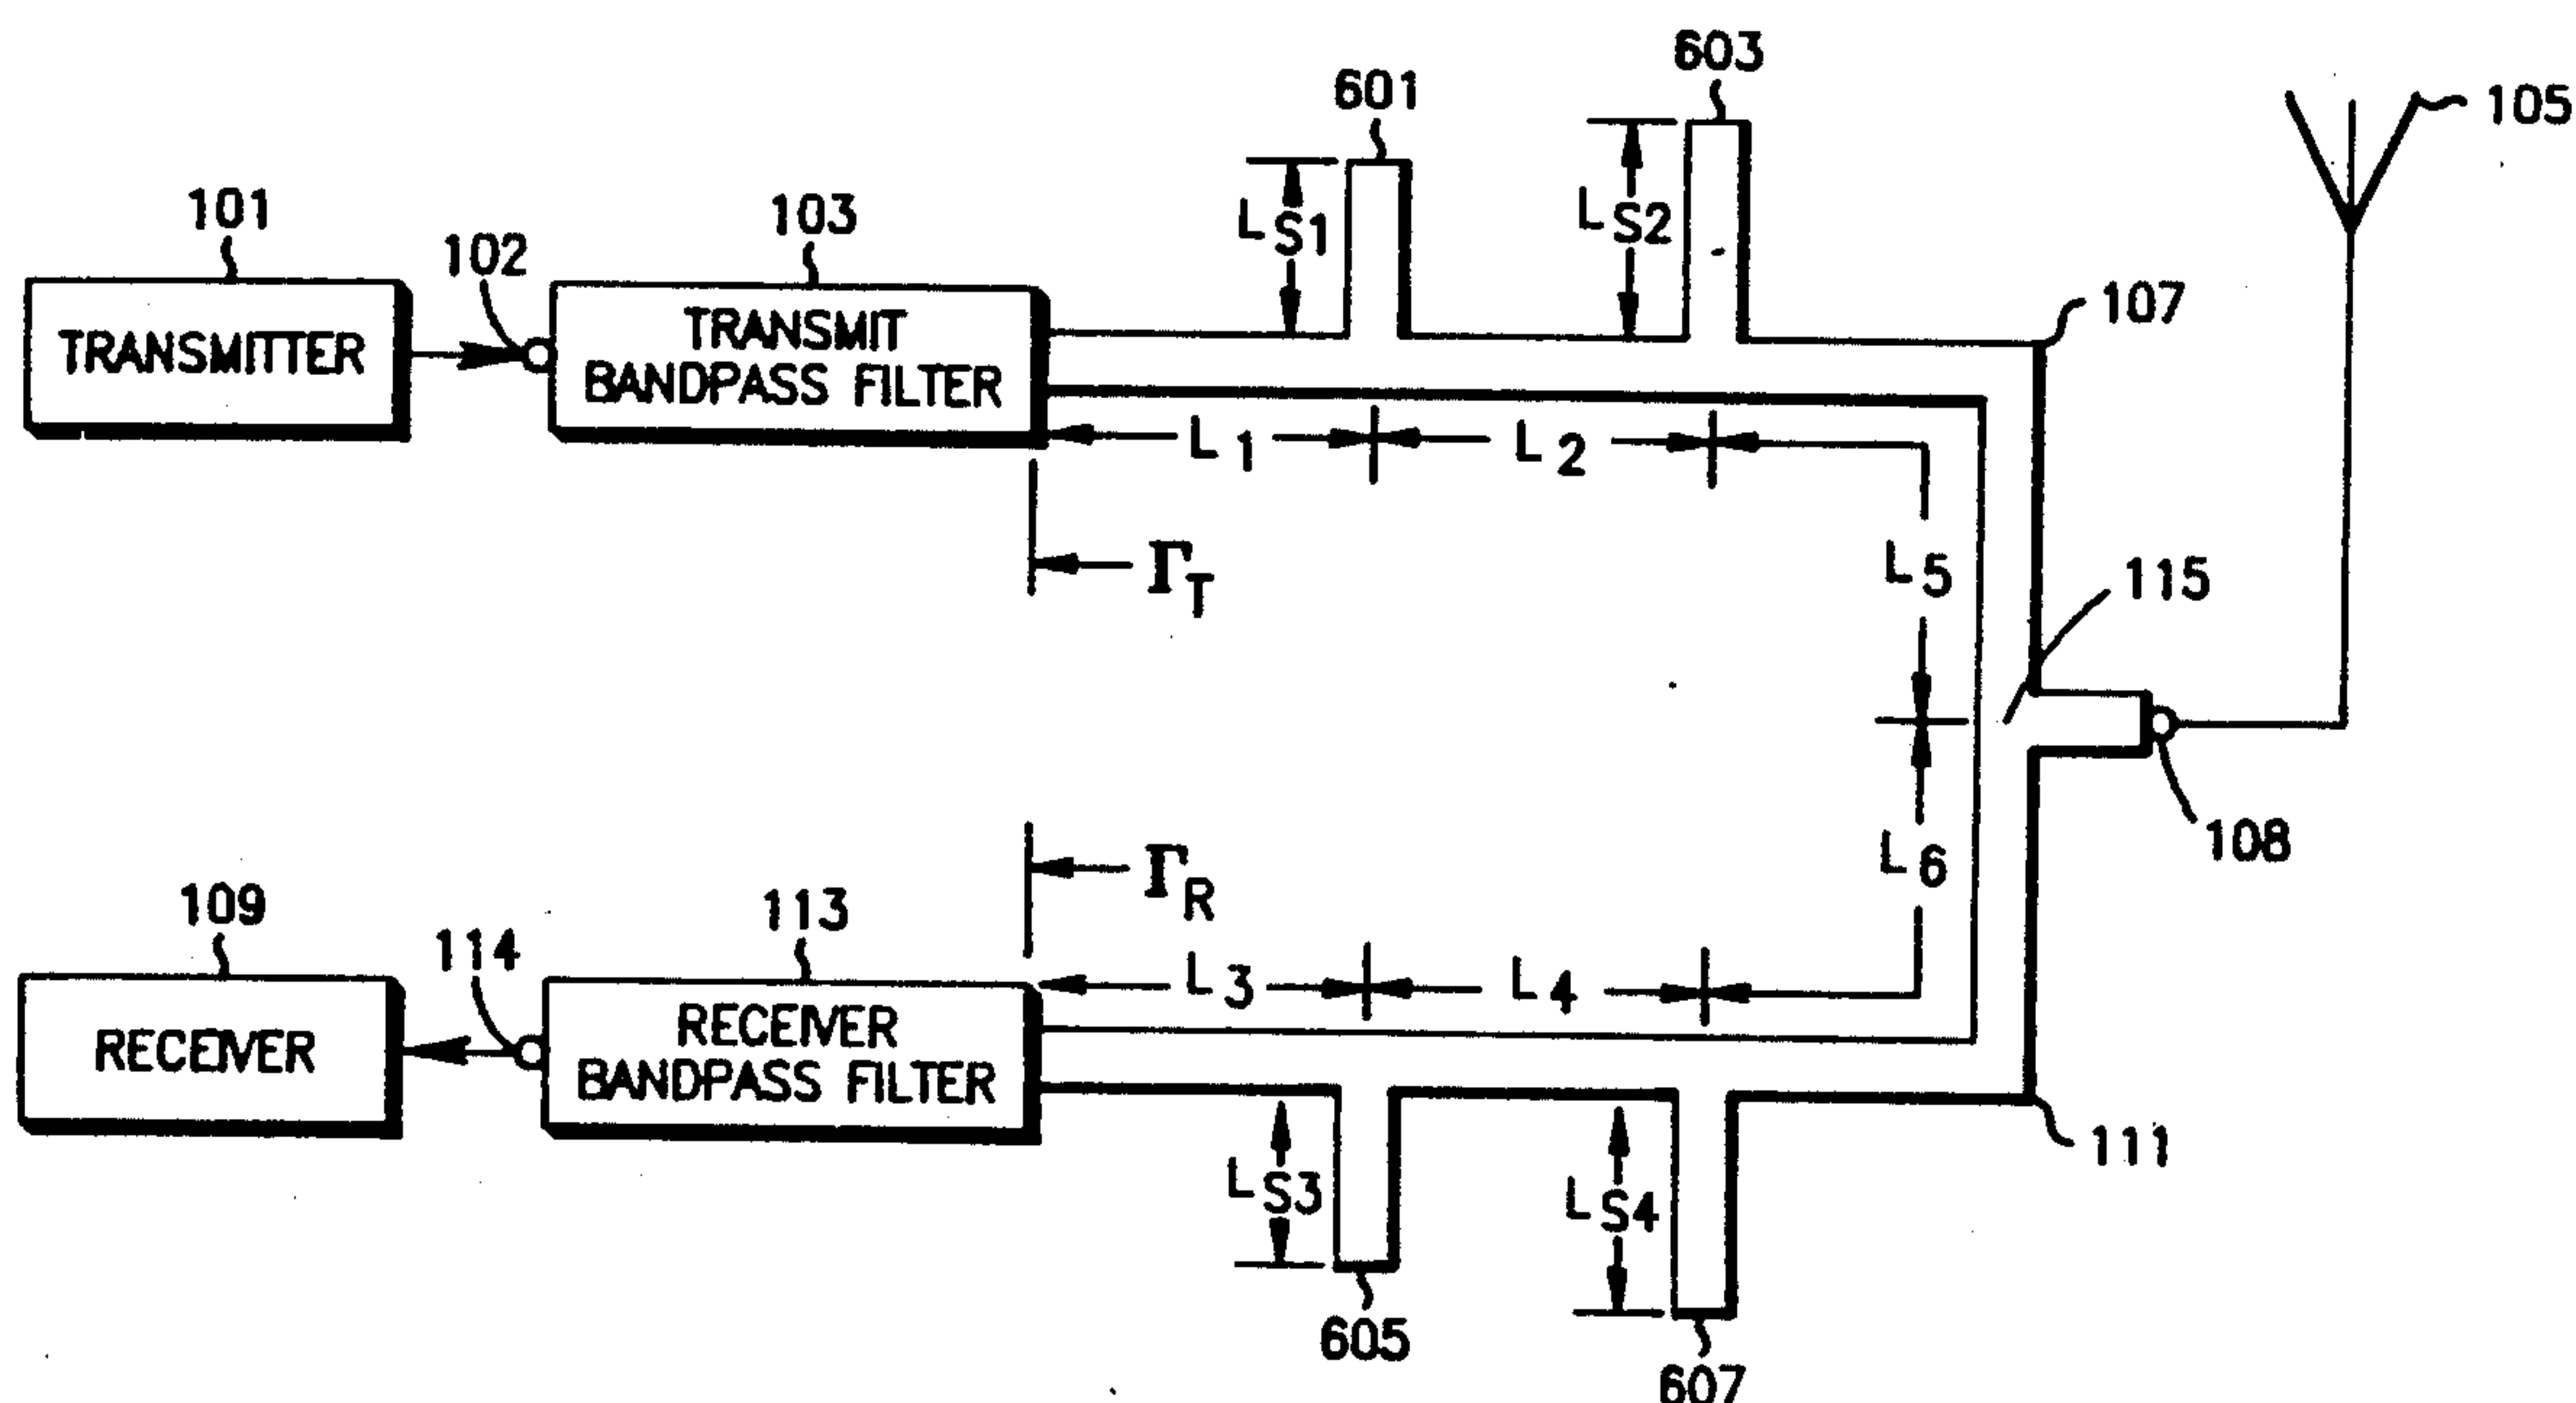 603
601
105
101
102
103
LS1
LS2
TRANSMITTER
TRANSMIT
BANDPASS FILTER
107
L1
L2
ΓT
L5
115
108
L6
ΓR
109
114
113
L3
L4
RECEIVER
RECEIVER
BANDPASS FILTER
111
LS3
LS4
605
607